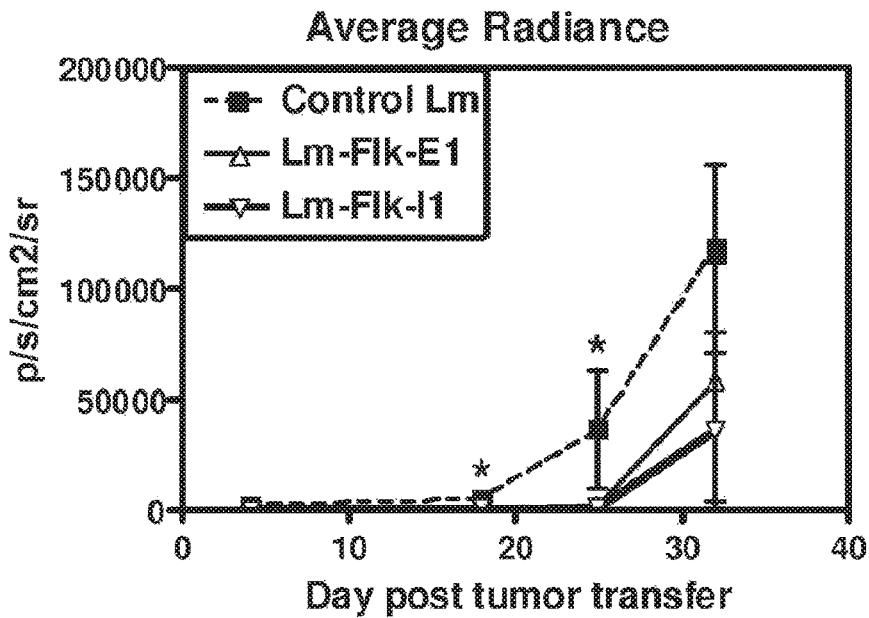 Average Radiance
200000
150000
100000
50000
0
p/s/cm2/sr
Control Lm
Lm-Flk-E1
Lm-Flk-I1
*
*
0 10 20 30 40
Day post tumor transfer